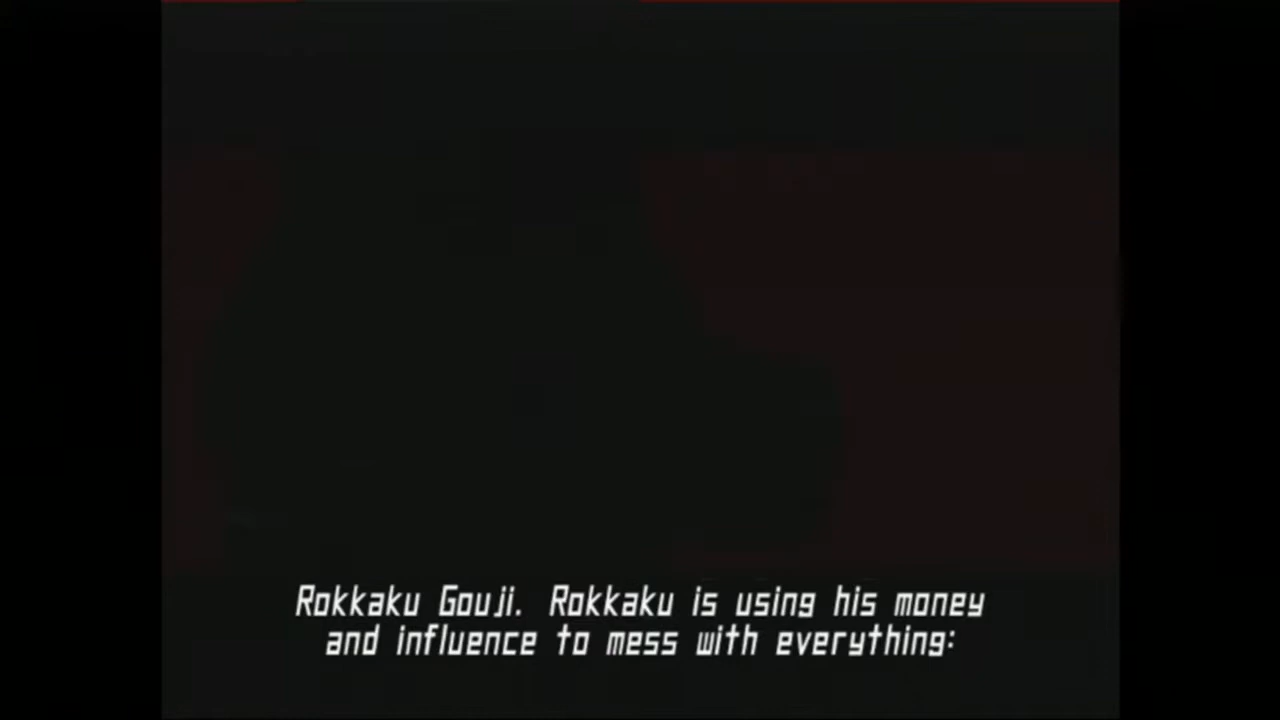 Rokkaku Gouji. Rokkaku is using his money
and influence to mess with everything: